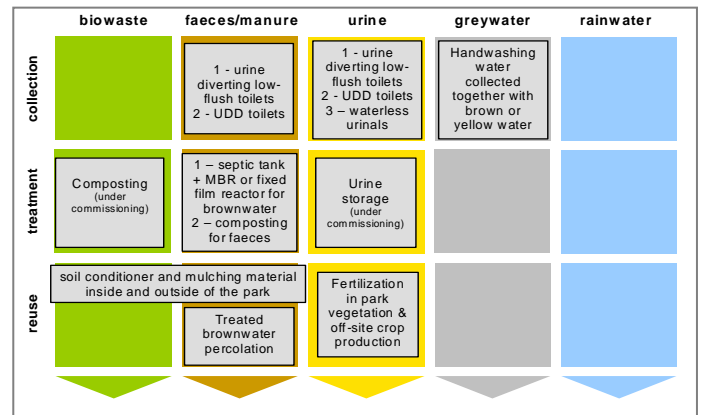 biowaste
faeces/manure
urine
greywater
rainwater
collection
1 - urine
diverting low-
flush toilets
2 - UDD toilets
1 - urine
diverting low-
flush toilets
2 - UDD toilets
3 – waterless
urinals
Handwashing
water
collected
together with
brown or
yellow water
treatment
Composting
(under
commissioning)
1 – septic tank
+ MBR or fixed
film reactor for
brownwater
2 – composting
for faeces
Urine
storage
(under
commissioning)
reuse
soil conditioner and mulching material
inside and outside of the park
Treated
brownwater
percolation
Fertilization
in park
vegetation &
off-site crop
production